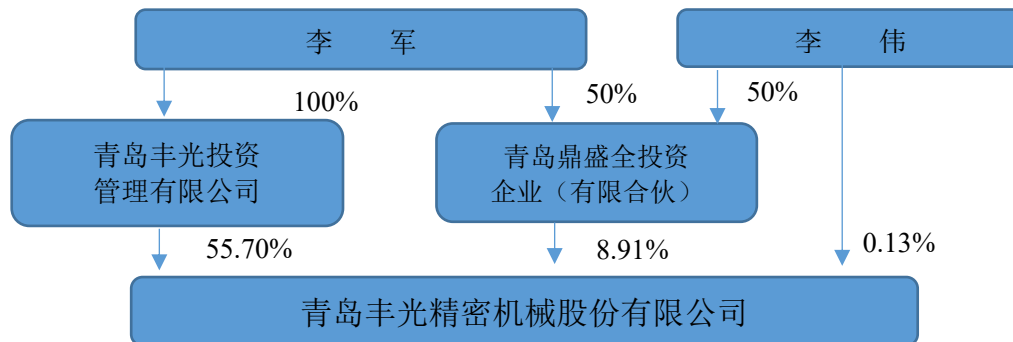 李 军
李 伟
100%
50%
50%
青岛丰光投资
管理有限公司
青岛鼎盛全投资
企业（有限合伙）
55.70%
8.91%
0.13%
青岛丰光精密机械股份有限公司